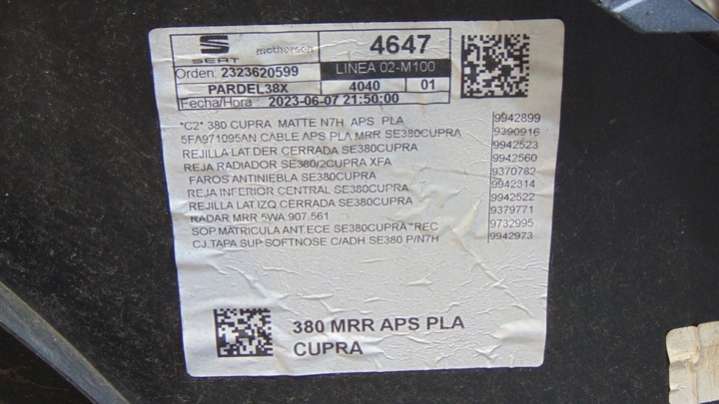 SEAT
motherson
4647
Orden: 2323620599
LINEA 02-M100
PARDEL38X
4040
01
Fecha/Hora : 2023-06-07 21:50:00
*C2* 380 CUPRA MATTE N7H APS PLA 9942899
5FA971095AN CABLE APS PLA MRR SE380CUPRA 9390916
REJILLA LAT DER CERRADA SE380CUPRA 9942523
REJA RADIADOR SE380/2CUPRA XFA 9942560
FAROS ANTINIEBLA SE380CUPRA 9370782
REJA INFERIOR CENTRAL SE380CUPRA 9942314
REJILLA LAT IZQ CERRADA SE380CUPRA 9942522
RADAR MRR 5WA 907 561 9379771
SOP MATRICULA ANT ECE SE380CUPRA *REC 9732995
CJ.TAPA SUP SOFTNOSE C/ADH SE380 P/N7H 9942973
380 MRR APS PLA
CUPRA